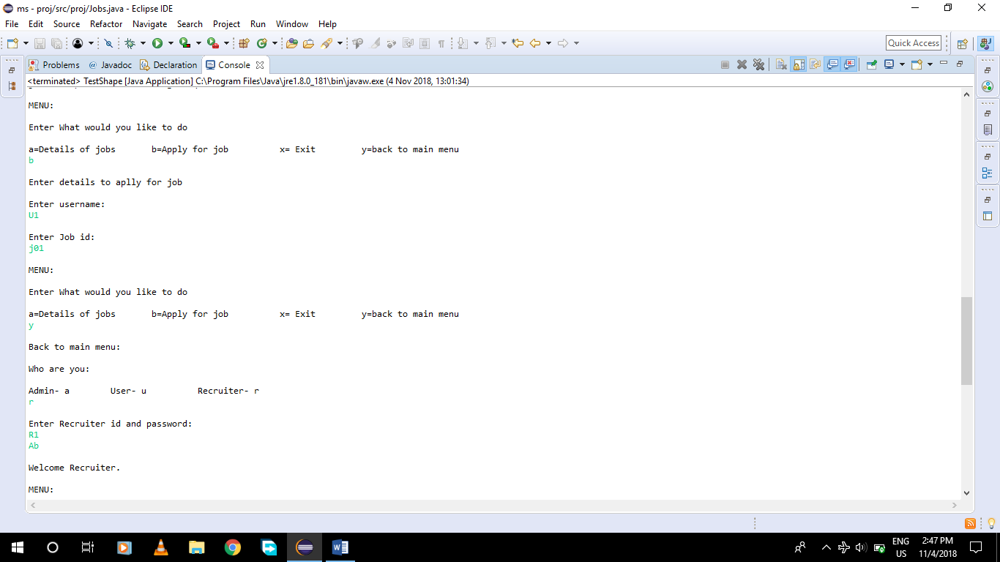 ms - proj/src/proj/Jobs.java - Eclipse IDE
File Edit Source Refactor Navigate Search Project Run Window Help
Quick Access
Problems @ Javadoc Declaration Console
<terminated> TestShape [Java Application] C:\Program Files\Java\jre1.8.0_181\bin\javaw.exe (4 Nov 2018, 13:01:34)
MENU:
Enter What would you like to do
a=Details of jobs b=Apply for job x= Exit y=back to main menu
b
Enter details to aplly for job
Enter username:
U1
Enter Job id:
j01
MENU:
Enter What would you like to do
a=Details of jobs b=Apply for job x= Exit y=back to main menu
y
Back to main menu:
Who are you:
Admin- a User- u Recruiter- r
r
Enter Recruiter id and password:
R1
Ab
Welcome Recruiter.
MENU:
ENG
US
2:47 PM
11/4/2018